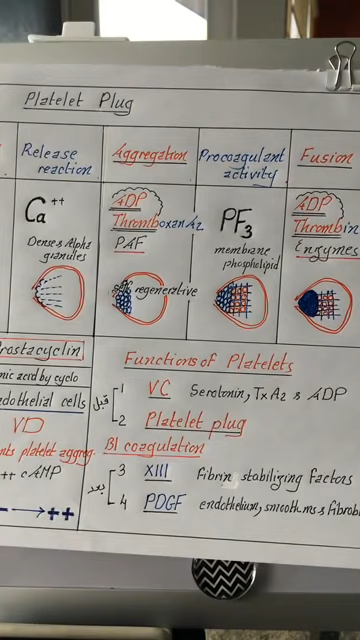 Platelet Plug
Release reaction
Aggregation
Procoagulant activity
Fusion
Ca++
Dense & Alpha granules
ADP
Thromboxan A2
PAF
regenerative
PF3
membrane phospholipid
ADP
Thrombin
Enzymes
rostacyclin
nic acid by cyclo
ndothelial cells
VD
nts platelet aggreg.
++ cAMP
→ ++
Functions of Platelets
قبل
1 VC Serotonin, TxA2 & ADP
2 Platelet plug
Bl coagulation
بعد
3 XIII Fibrin stabilizing factors
4 PDGF endothelium, smooth ms & fibrobl